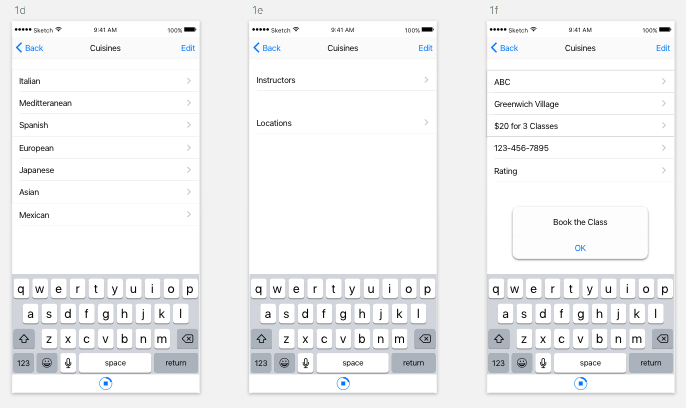 1d
Sketch 9:41 AM 100%
Back Cuisines Edit
Italian
Meditteranean
Spanish
European
Japanese
Asian
Mexican
q w e r t y u i o p
a s d f g h j k l
z x c v b n m
123 space return
1e
Sketch 9:41 AM 100%
Back Cuisines Edit
Instructors
Locations
q w e r t y u i o p
a s d f g h j k l
z x c v b n m
123 space return
1f
Sketch 9:41 AM 100%
Back Cuisines Edit
ABC
Greenwich Village
$20 for 3 Classes
123-456-7895
Rating
Book the Class
OK
q w e r t y u i o p
a s d f g h j k l
z x c v b n m
123 space return